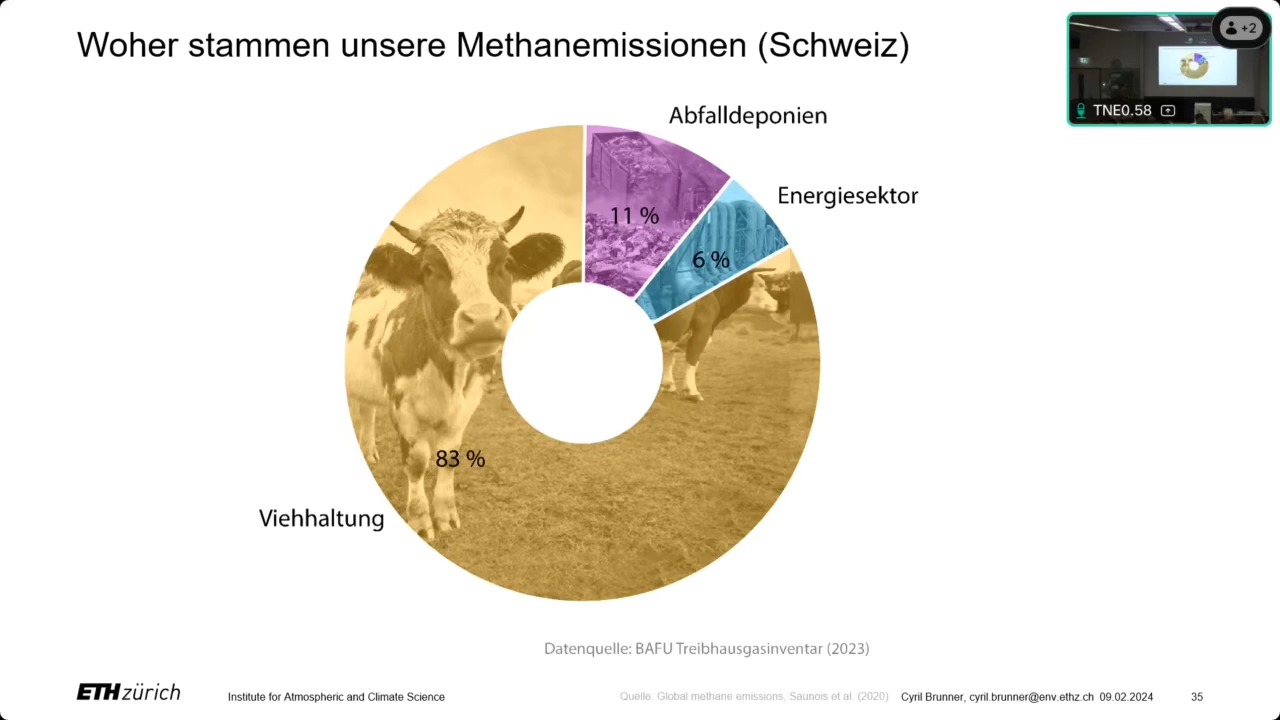 Woher stammen unsere Methanemissionen (Schweiz)
+2
TNE0.58
Abfalldeponien
Energiesektor
11 %
6 %
83 %
Viehhaltung
Datenquelle: BAFU Treibhausgasinventar (2023)
ETH zürich
Institute for Atmospheric and Climate Science
Quelle: Global methane emissions, Saunois et al. (2020)
Cyril Brunner, cyril.brunner@env.ethz.ch 09.02.2024
35